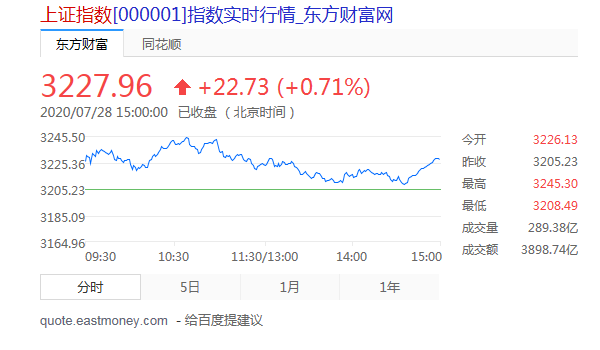 上证指数[000001]指数实时行情_东方财富网
东方财富 同花顺
3227.96 +22.73 (+0.71%)
2020/07/28 15:00:00 已收盘 (北京时间)
3245.50
3225.36
3205.23
3185.09
3164.96
09:30 10:30 11:30/13:00 14:00 15:00
今开 3226.13
昨收 3205.23
最高 3245.30
最低 3208.49
成交量 289.38亿
成交额 3898.74亿
分时 5日 1月 1年
quote.eastmoney.com - 给百度提建议